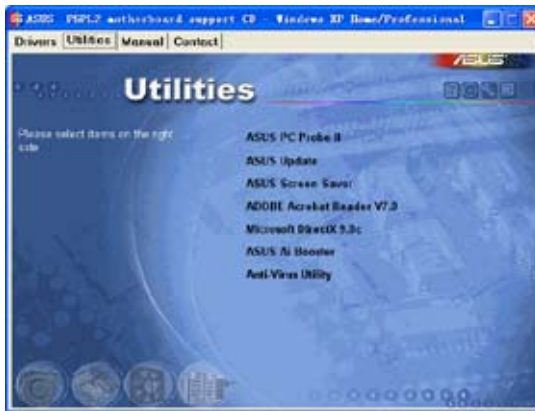 ASUS P5PL2 motherboard support CD - Windows XP Home/Professional
Drivers Utilities Manual Contact
ASUS
Utilities
Please select items on the right
side
ASUS PC Probe II
ASUS Update
ASUS Screen Saver
ADOBE Acrobat Reader V7.0
Microsoft DirectX 9.0c
ASUS Ai Booster
Anti-Virus Utility